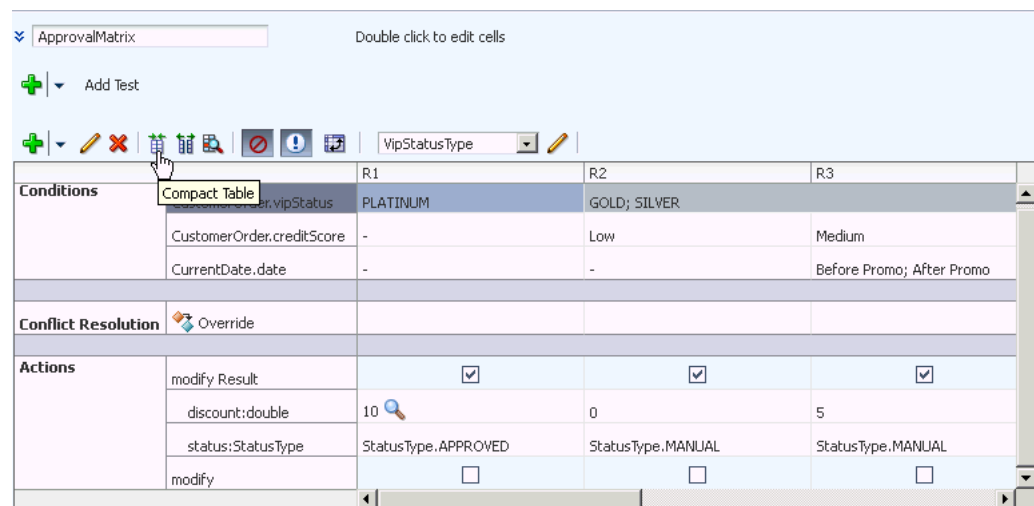 ApprovalMatrix Double click to edit cells
Add Test
VipStatusType
R1 R2 R3
Conditions Compact Table
CustomerOrder.vipStatus PLATINUM GOLD; SILVER
CustomerOrder.creditScore - Low Medium
CurrentDate.date - - Before Promo; After Promo
Conflict Resolution Override
Actions modify Result
discount:double 10 0 5
status:StatusType StatusType.APPROVED StatusType.MANUAL StatusType.MANUAL
modify